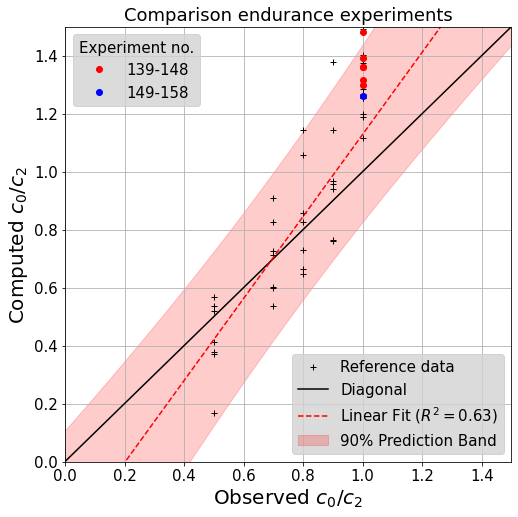 Comparison endurance experiments
Experiment no.
139-148
149-158
Computed c₀/c₂
1.4
1.2
1.0
0.8
0.6
0.4
0.2
0.0
Reference data
Diagonal
Linear Fit (R² = 0.63)
90% Prediction Band
0.0 0.2 0.4 0.6 0.8 1.0 1.2 1.4
Observed c₀/c₂